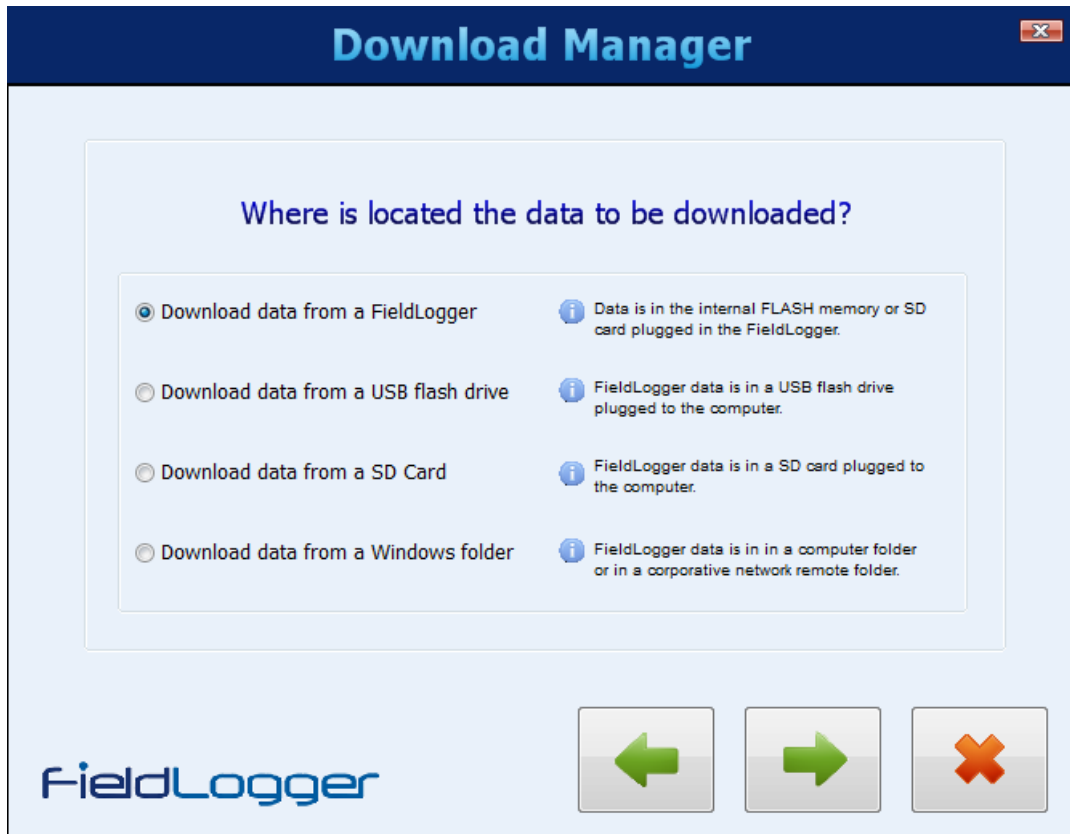 Download Manager
Where is located the data to be downloaded?
Download data from a FieldLogger
Data is in the internal FLASH memory or SD
card plugged in the FieldLogger.
Download data from a USB flash drive
FieldLogger data is in a USB flash drive
plugged to the computer.
Download data from a SD Card
FieldLogger data is in a SD card plugged to
the computer.
Download data from a Windows folder
FieldLogger data is in in a computer folder
or in a corporative network remote folder.
FieldLogger